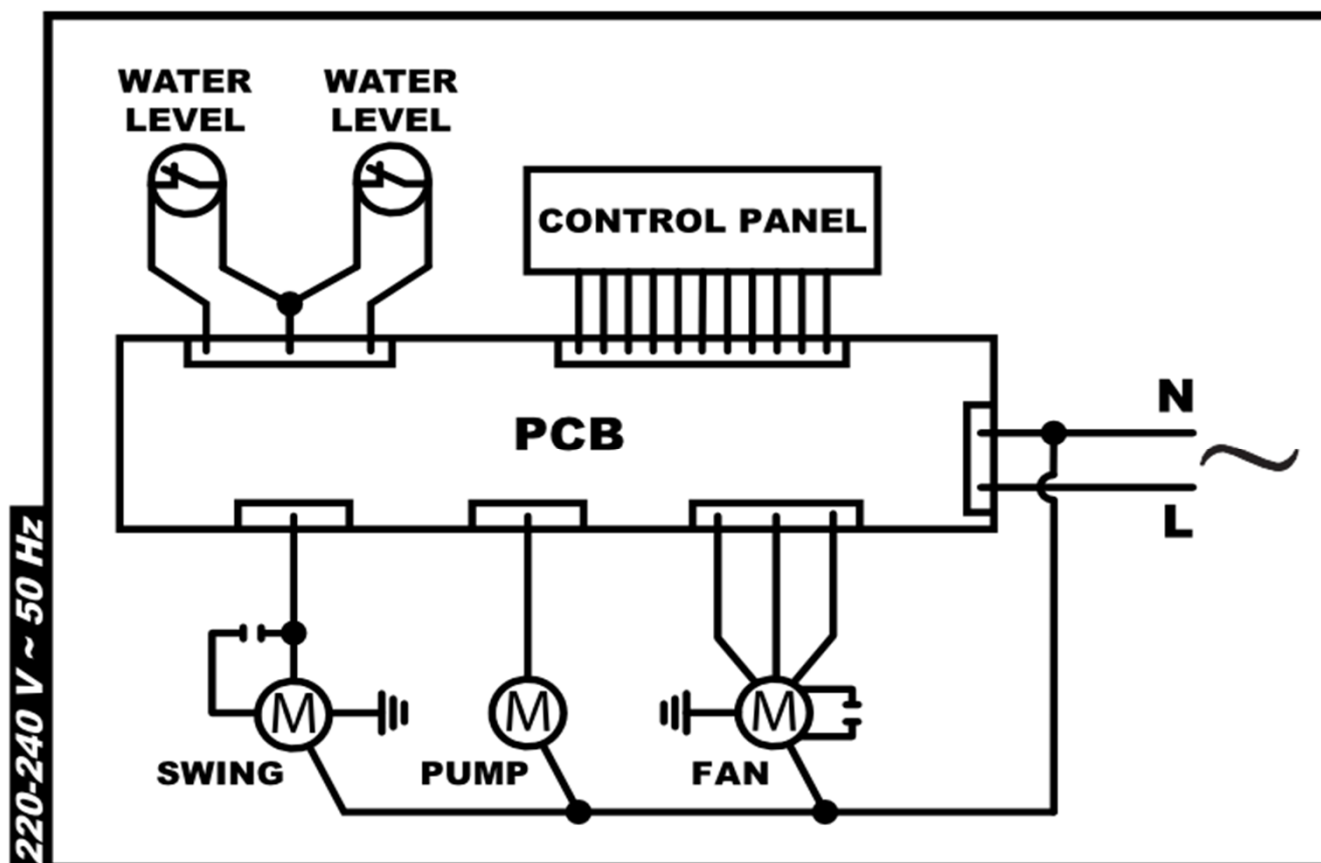 WATER
LEVEL
WATER
LEVEL
CONTROL PANEL
PCB
N
L
M
M
M
SWING
PUMP
FAN
220-240 V ~ 50 Hz